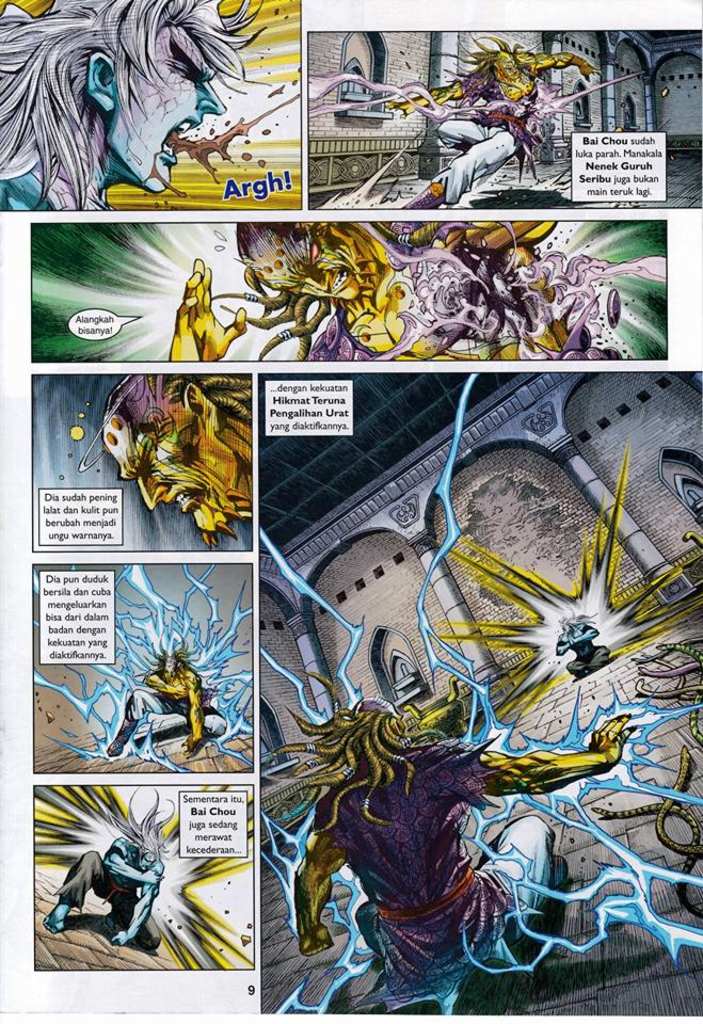 Argh!
Bai Chou sudah
luka parah. Manakala
Nenek Guruh
Seribu juga bukan
main teruk lagi.
Alangkah
bisanya!
Dia sudah pening
lalat dan kulit pun
berubah menjadi
ungu warnanya.
Dia pun duduk
bersila dan cuba
mengeluarkan
bisa dari dalam
badan dengan
kekuatan yang
diaktifkannya.
Sementara itu,
Bai Chou
juga sedang
merawat
kecederaan...
...dengan kekuatan
Hikmat Teruna
Pengalihan Urat
yang diaktifkannya.
9